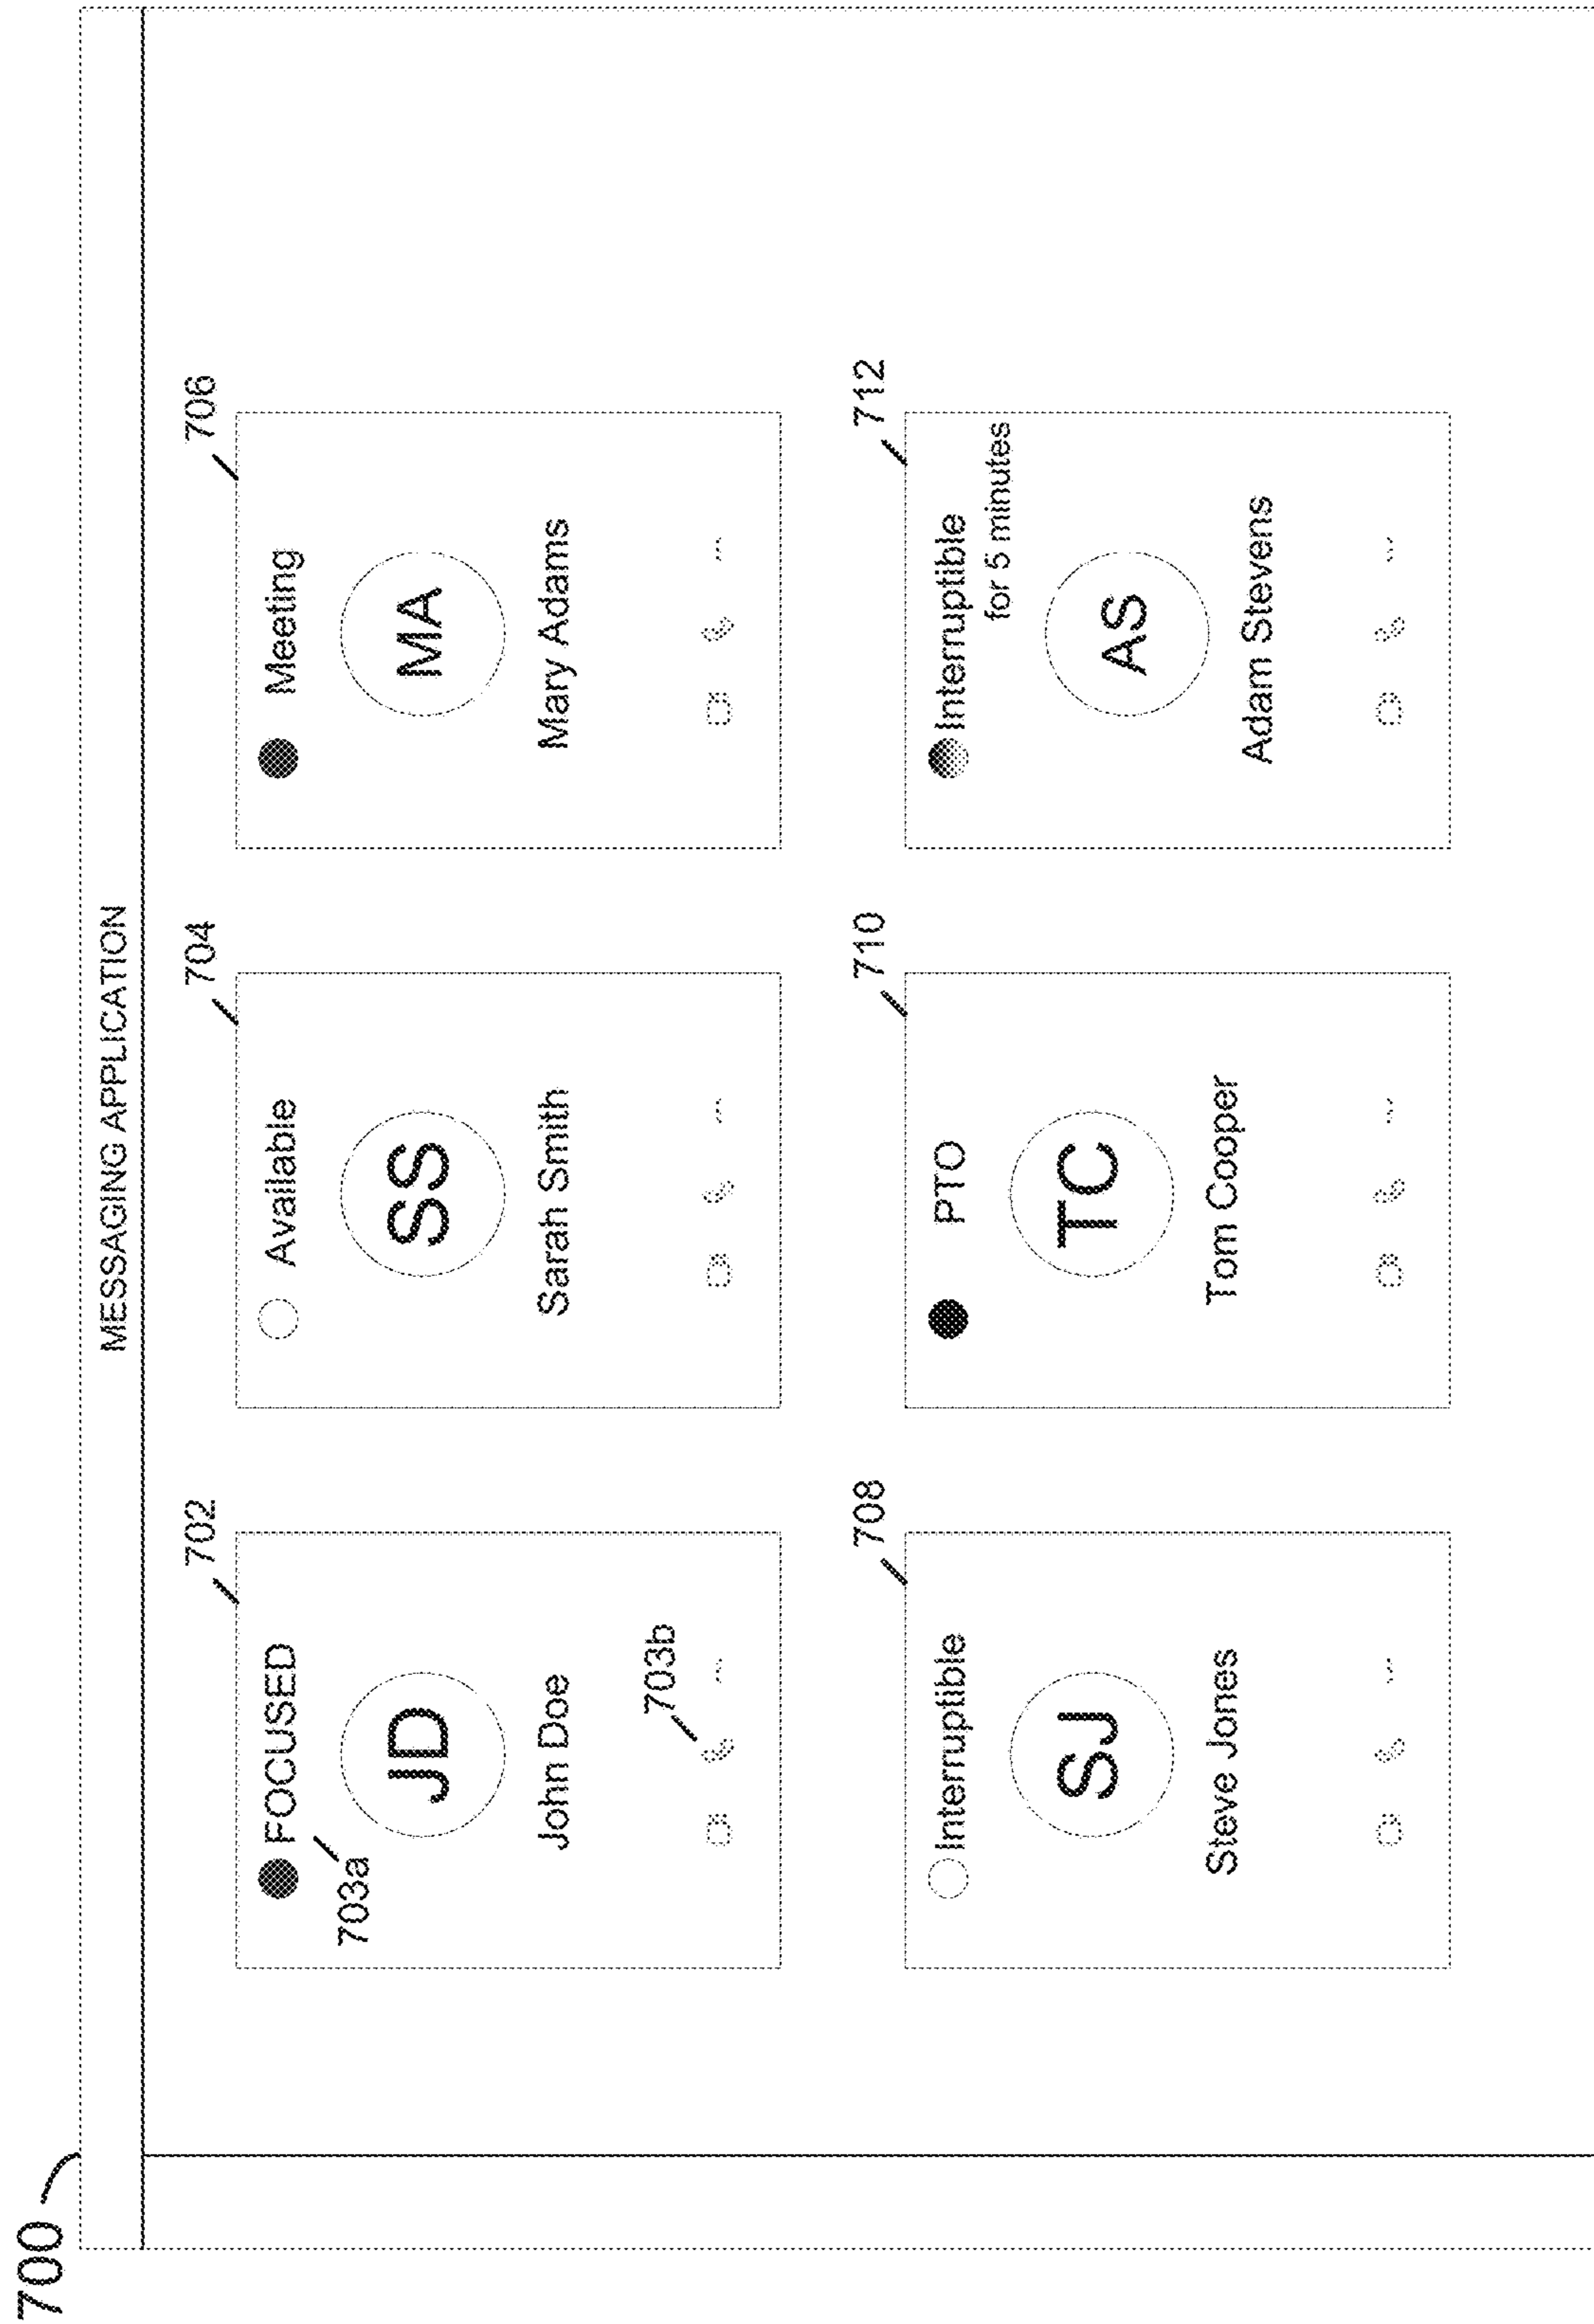 700
MESSAGING APPLICATION
702
FOCUSED
703a
JD
John Doe
703b
704
Available
SS
Sarah Smith
706
Meeting
MA
Mary Adams
708
Interruptible
SJ
Steve Jones
710
PTO
TC
Tom Cooper
712
Interruptible
for 5 minutes
AS
Adam Stevens